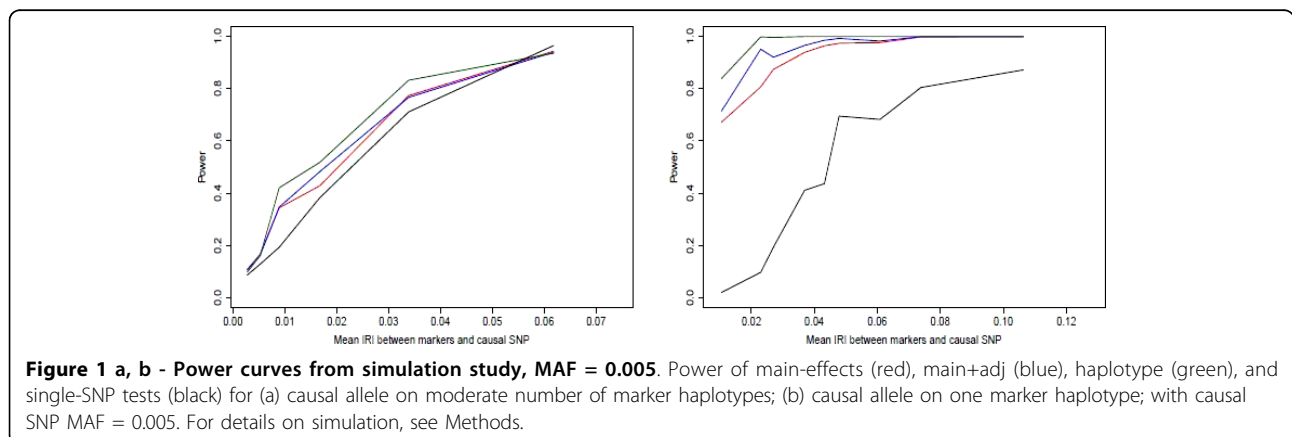 Power
0.0 0.2 0.4 0.6 0.8 1.0
0.00 0.01 0.02 0.03 0.04 0.05 0.06 0.07
Mean IRI between markers and causal SNP
Power
0.0 0.2 0.4 0.6 0.8 1.0
0.02 0.04 0.06 0.08 0.10 0.12
Mean IRI between markers and causal SNP
Figure 1 a, b - Power curves from simulation study, MAF = 0.005. Power of main-effects (red), main+adj (blue), haplotype (green), and
single-SNP tests (black) for (a) causal allele on moderate number of marker haplotypes; (b) causal allele on one marker haplotype; with causal
SNP MAF = 0.005. For details on simulation, see Methods.